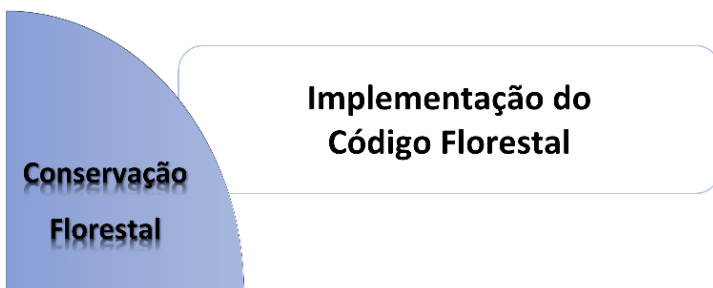 Implementação do
Código Florestal
Conservação
Florestal